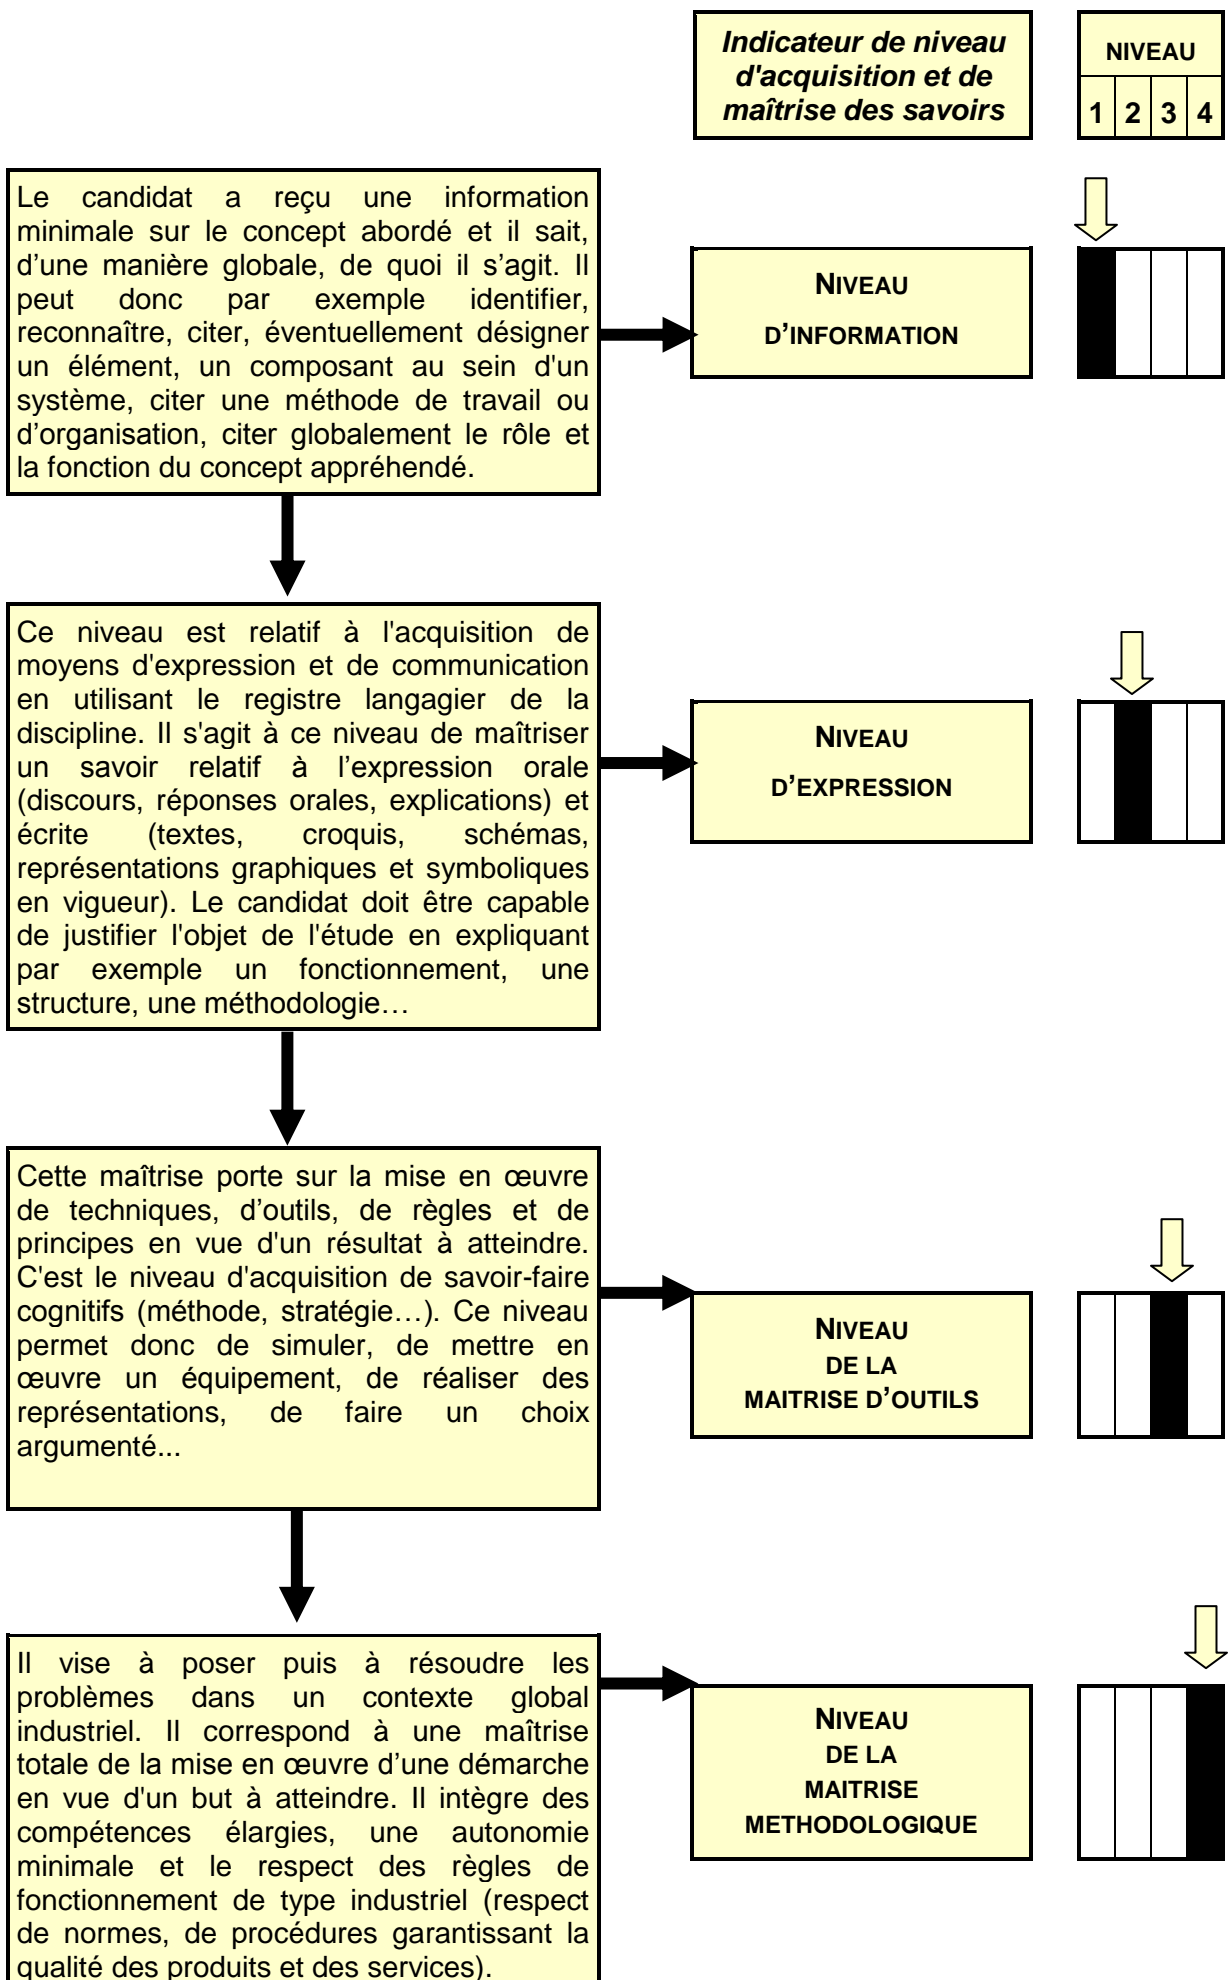 Indicateur de niveau
d'acquisition et de
maîtrise des savoirs
NIVEAU
1 2 3 4
Le candidat a reçu une information
minimale sur le concept abordé et il sait,
d’une manière globale, de quoi il s’agit. Il
peut donc par exemple identifier,
reconnaître, citer, éventuellement désigner
un élément, un composant au sein d'un
système, citer une méthode de travail ou
d’organisation, citer globalement le rôle et
la fonction du concept appréhendé.
NIVEAU
D’INFORMATION
Ce niveau est relatif à l'acquisition de
moyens d'expression et de communication
en utilisant le registre langagier de la
discipline. Il s'agit à ce niveau de maîtriser
un savoir relatif à l’expression orale
(discours, réponses orales, explications) et
écrite (textes, croquis, schémas,
représentations graphiques et symboliques
en vigueur). Le candidat doit être capable
de justifier l'objet de l'étude en expliquant
par exemple un fonctionnement, une
structure, une méthodologie…
NIVEAU
D’EXPRESSION
Cette maîtrise porte sur la mise en œuvre
de techniques, d’outils, de règles et de
principes en vue d'un résultat à atteindre.
C'est le niveau d'acquisition de savoir-faire
cognitifs (méthode, stratégie…). Ce niveau
permet donc de simuler, de mettre en
œuvre un équipement, de réaliser des
représentations, de faire un choix
argumenté...
NIVEAU
DE LA
MAITRISE D’OUTILS
Il vise à poser puis à résoudre les
problèmes dans un contexte global
industriel. Il correspond à une maîtrise
totale de la mise en œuvre d’une démarche
en vue d'un but à atteindre. Il intègre des
compétences élargies, une autonomie
minimale et le respect des règles de
fonctionnement de type industriel (respect
de normes, de procédures garantissant la
qualité des produits et des services).
NIVEAU
DE LA
MAITRISE
METHODOLOGIQUE